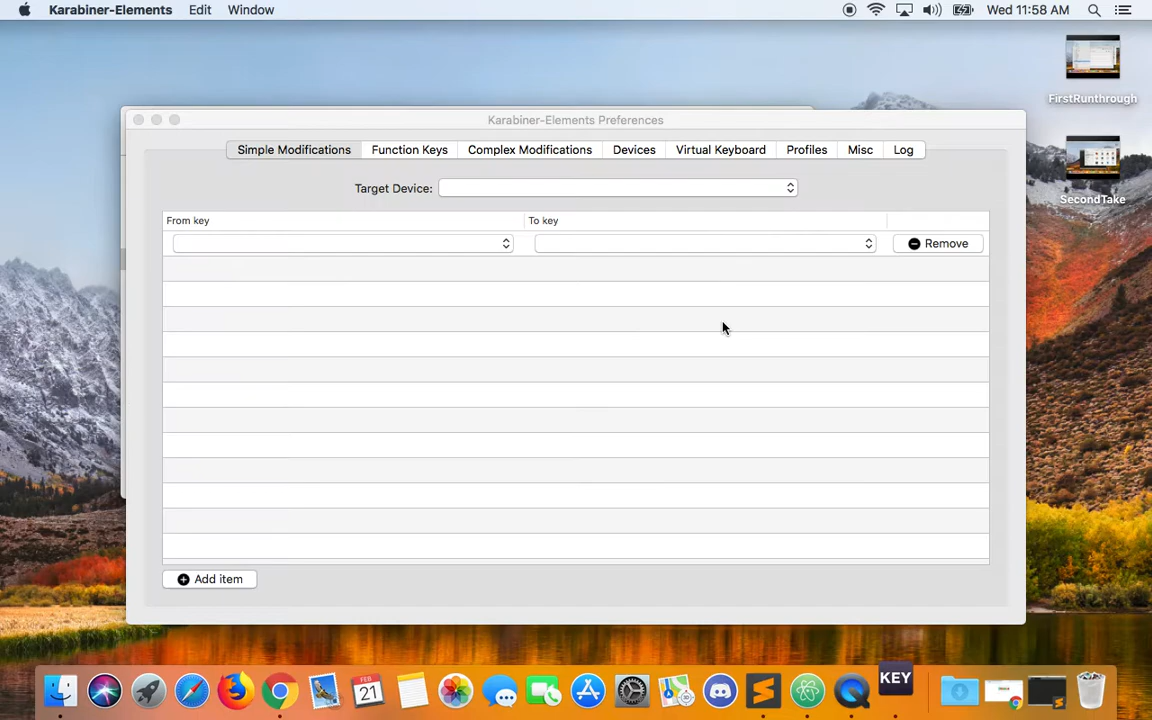 Karabiner-Elements Edit Window Wed 11:58 AM
FirstRunthrough
SecondTake
Karabiner-Elements Preferences
Simple Modifications Function Keys Complex Modifications Devices Virtual Keyboard Profiles Misc Log
Target Device:
From key To key
Remove
Add item
FEB
21
KEY